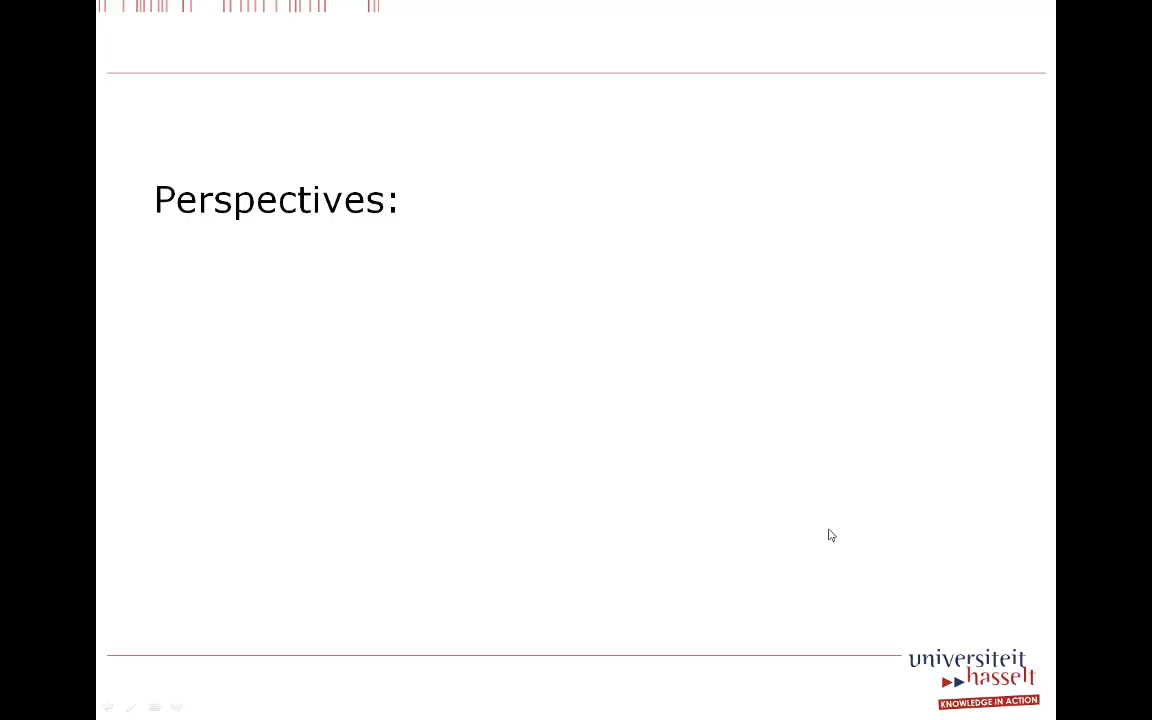 Perspectives:
universiteit
hasselt
KNOWLEDGE IN ACTION